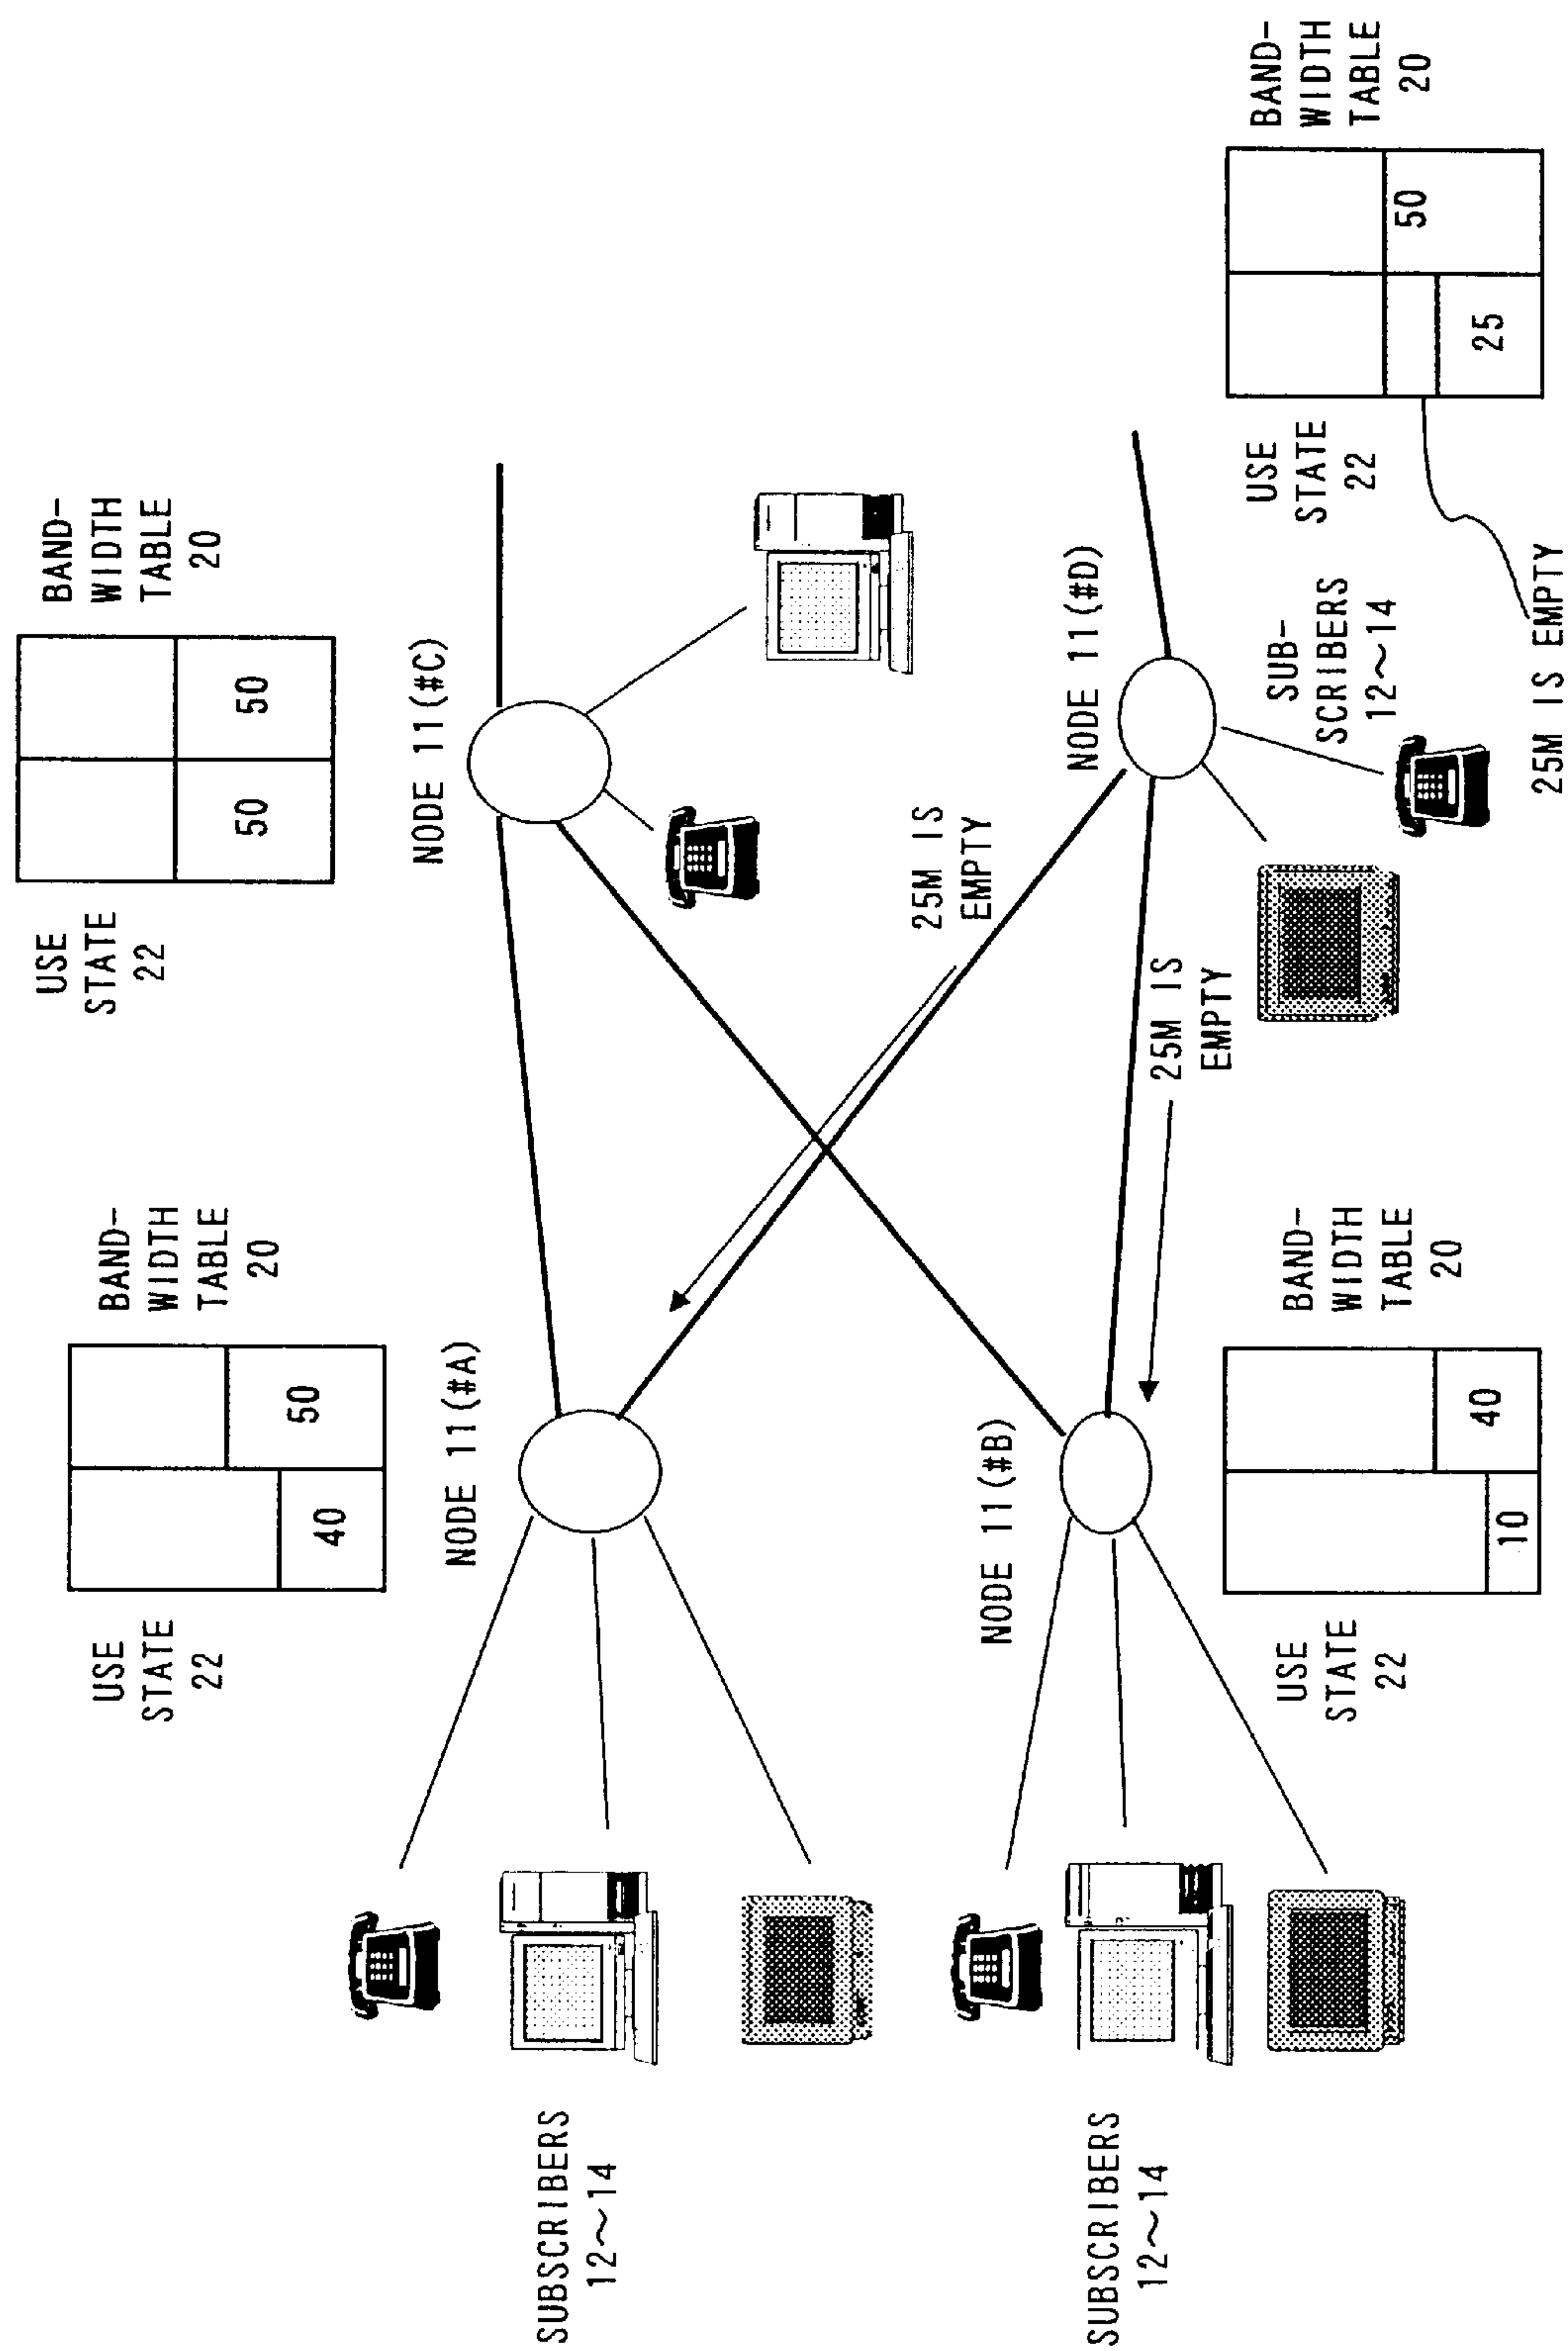 USE
STATE
22
40
50
BAND-
WIDTH
TABLE
20
USE
STATE
22
50
50
BAND-
WIDTH
TABLE
20
NODE 11(#A)
NODE 11(#C)
SUBSCRIBERS
12~14
25M IS
EMPTY
NODE 11(#B)
NODE 11(#D)
SUBSCRIBERS
12~14
25M IS
EMPTY
SUB-
SCRIBERS
12~14
USE
STATE
22
10
40
BAND-
WIDTH
TABLE
20
USE
STATE
22
25
50
BAND-
WIDTH
TABLE
20
25M IS EMPTY